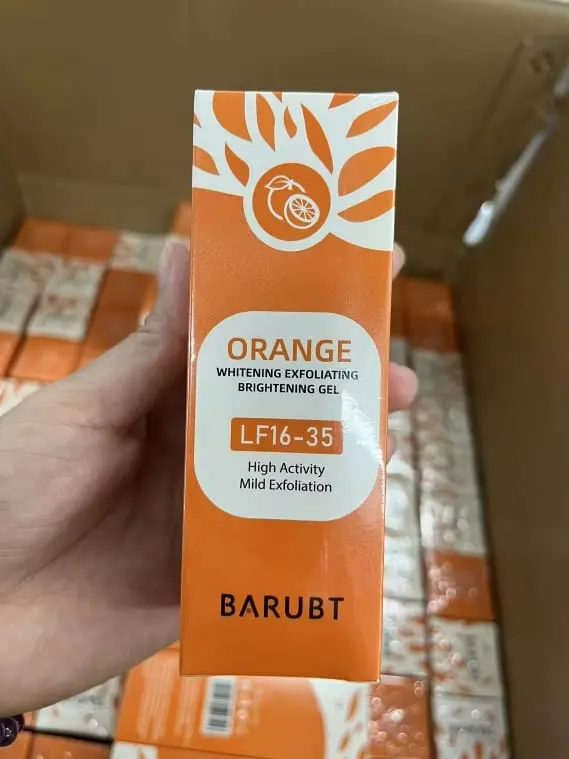 ORANGE
WHITENING EXFOLIATING
BRIGHTENING GEL
LF16-35
High Activity
Mild Exfoliation
BARUBT